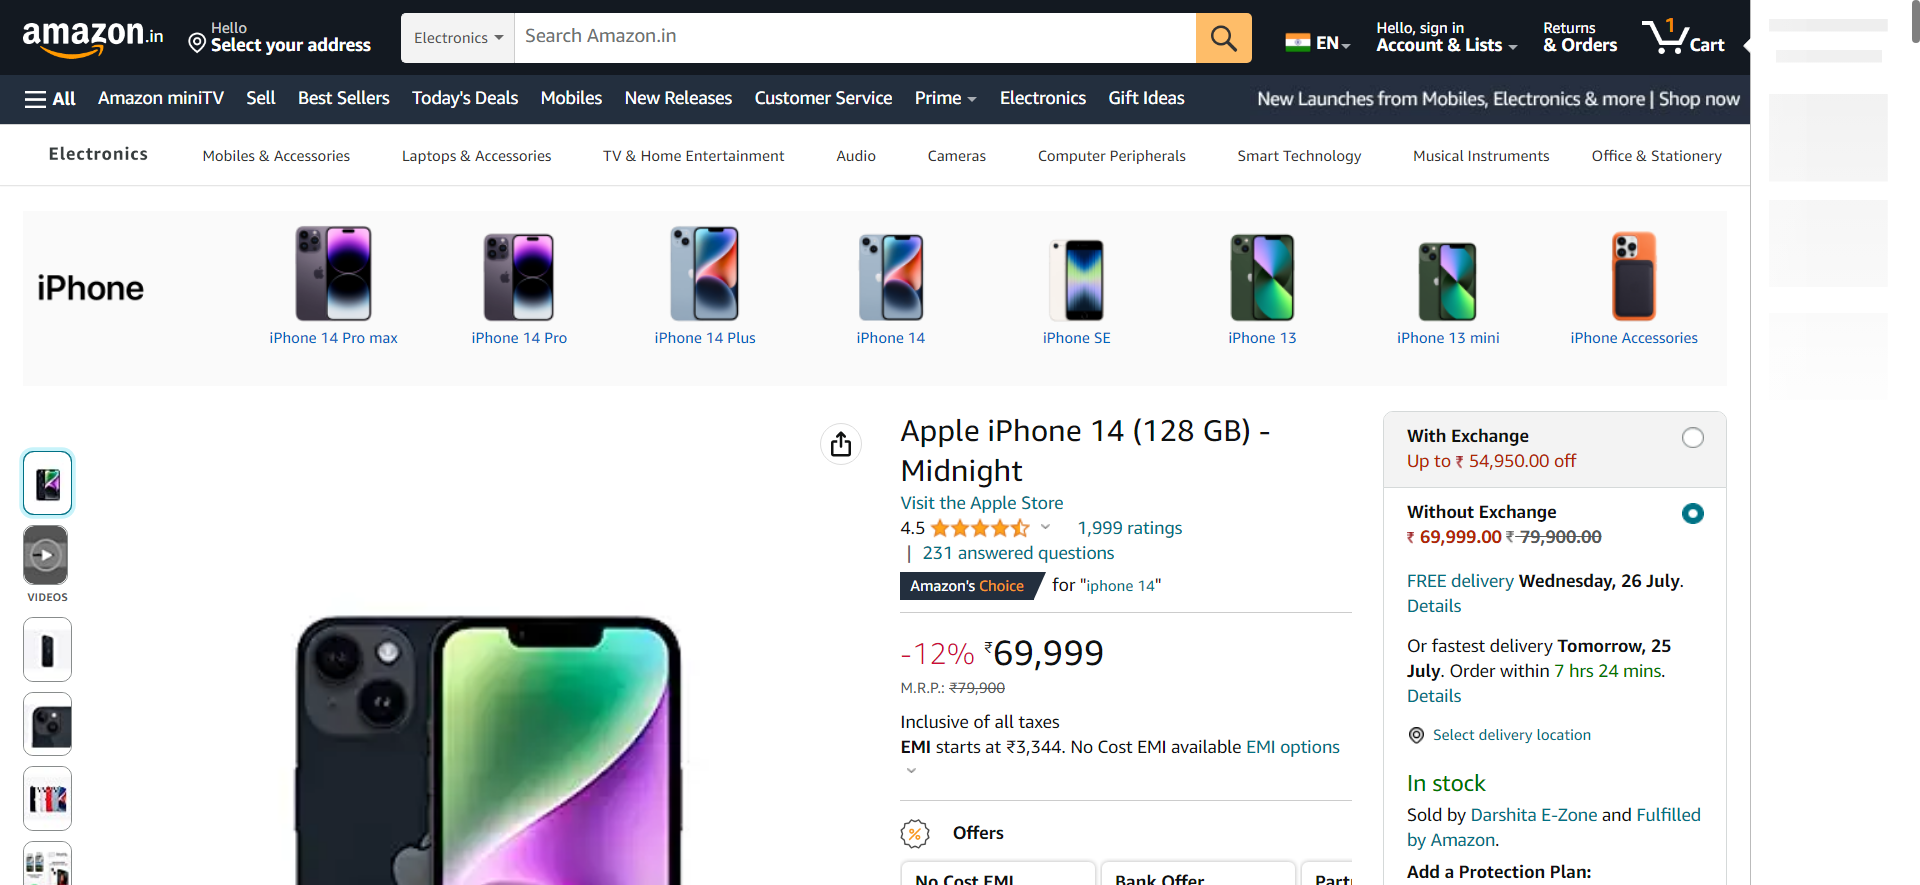 amazon.in
Hello
Select your address
Electronics
Search Amazon.in
EN
Hello, sign in
Account & Lists
Returns
& Orders
1
Cart
All
Amazon miniTV
Sell
Best Sellers
Today's Deals
Mobiles
New Releases
Customer Service
Prime
Electronics
Gift Ideas
New Launches from Mobiles, Electronics & more | Shop now
Electronics
Mobiles & Accessories
Laptops & Accessories
TV & Home Entertainment
Audio
Cameras
Computer Peripherals
Smart Technology
Musical Instruments
Office & Stationery
iPhone
iPhone 14 Pro max
iPhone 14 Pro
iPhone 14 Plus
iPhone 14
iPhone SE
iPhone 13
iPhone 13 mini
iPhone Accessories
VIDEOS
Apple iPhone 14 (128 GB) -
Midnight
Visit the Apple Store
4.5
1,999 ratings
| 231 answered questions
Amazon's Choice for "iphone 14"
-12% ₹69,999
M.R.P.: ₹79,900
Inclusive of all taxes
EMI starts at ₹3,344. No Cost EMI available EMI options
Offers
No Cost EMI
Bank Offer
Partn
With Exchange
Up to ₹ 54,950.00 off
Without Exchange
₹ 69,999.00 ₹ 79,900.00
FREE delivery Wednesday, 26 July.
Details
Or fastest delivery Tomorrow, 25
July. Order within 7 hrs 24 mins.
Details
Select delivery location
In stock
Sold by Darshita E-Zone and Fulfilled
by Amazon.
Add a Protection Plan: